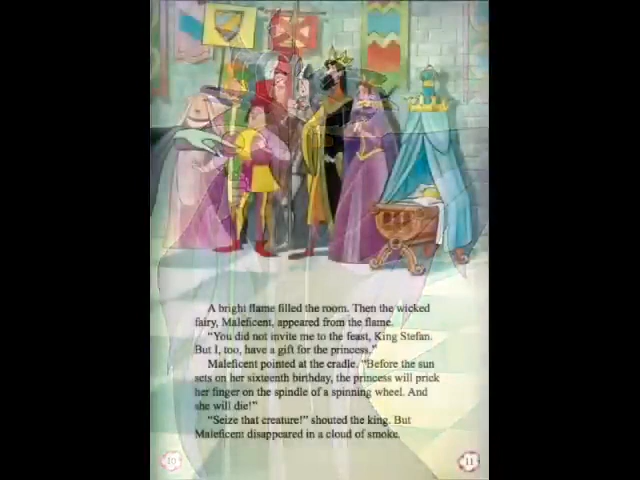 A bright flame filled the room. Then the wicked
fairy, Maleficent, appeared from the flame.
"You did not invite me to the feast, King Stefan.
But I, too, have a gift for the princess."
Maleficent pointed at the cradle. "Before the sun
sets on her sixteenth birthday, the princess will prick
her finger on the spindle of a spinning wheel. And
she will die!"
"Seize that creature!" shouted the king. But
Maleficent disappeared in a cloud of smoke.
10
11